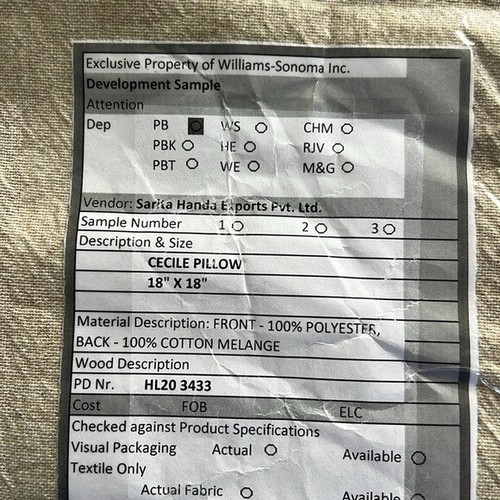 Exclusive Property of Williams-Sonoma Inc.
Development Sample
Attention
Dep PB WS CHM
PBK HE RJV
PBT WE M&G
Vendor: Sarita Handa Exports Pvt. Ltd.
Sample Number 1 2 3
Description & Size
CECILE PILLOW
18" X 18"
Material Description: FRONT - 100% POLYESTER,
BACK - 100% COTTON MELANGE
Wood Description
PD Nr. HL20 3433
Cost FOB ELC
Checked against Product Specifications
Visual Packaging Actual Available
Textile Only
Actual Fabric Available